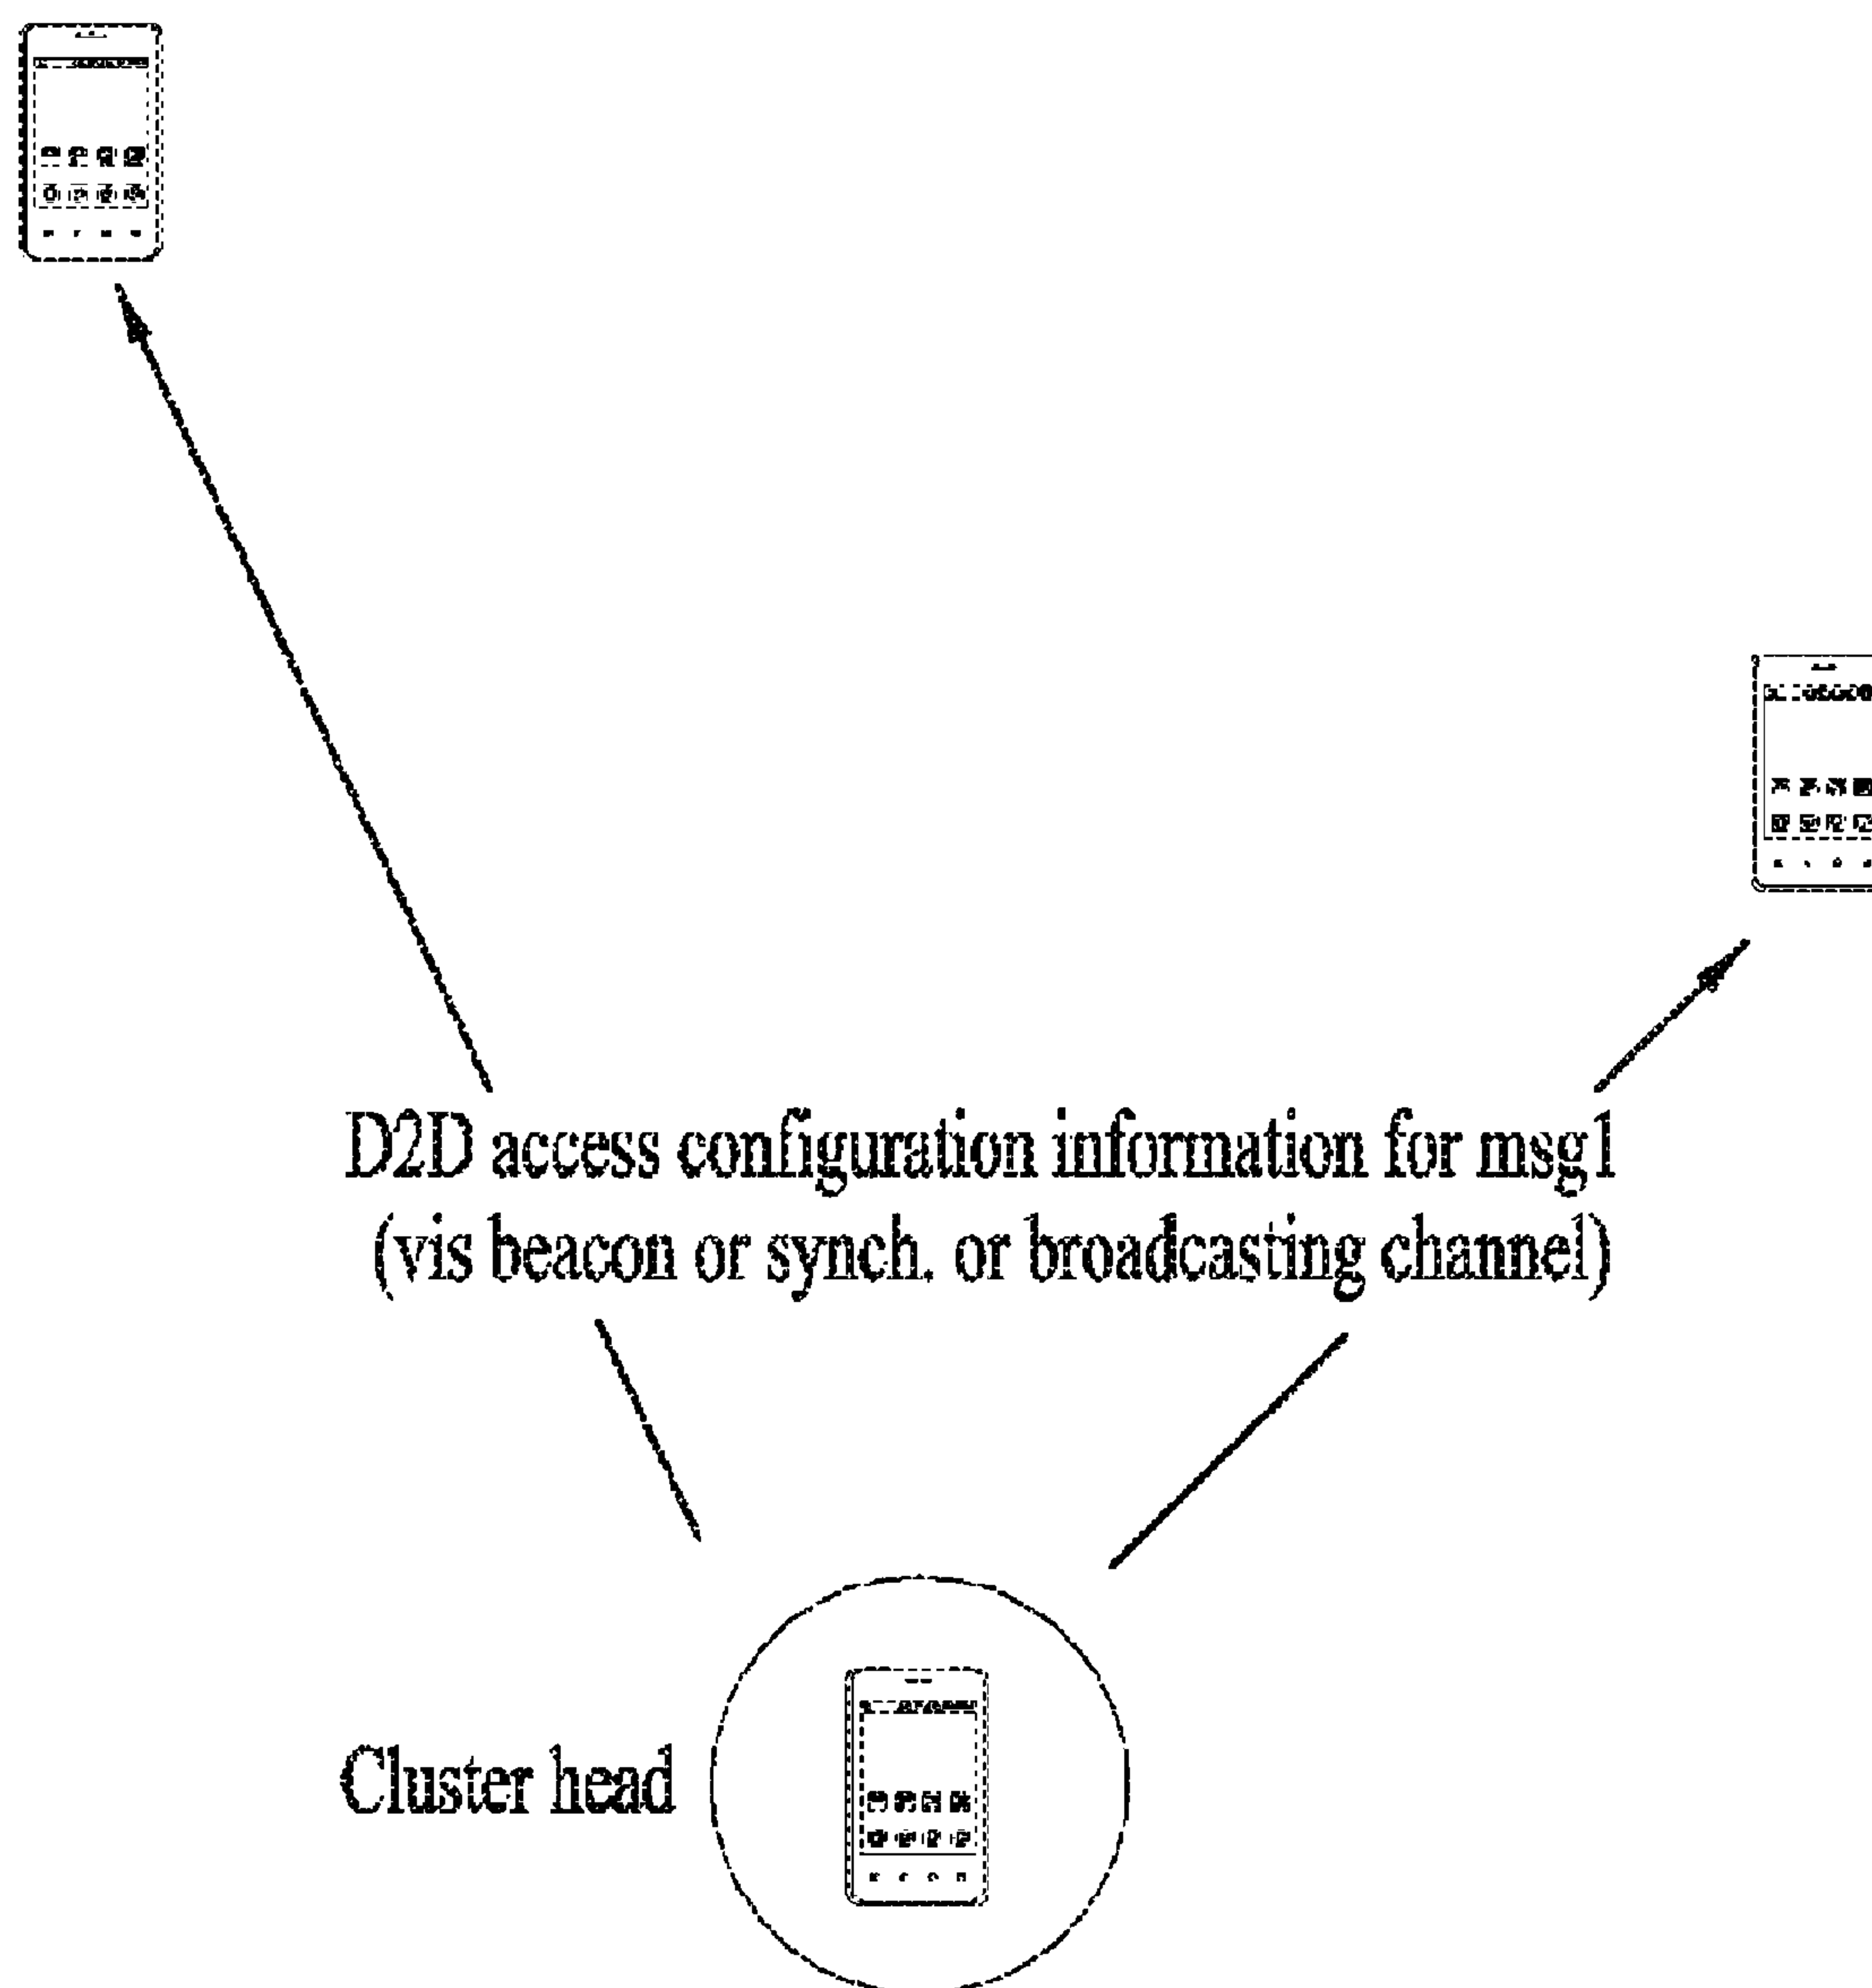 D2D access configuration information for msg1
(vis beacon or synch. or broadcasting channel)
Cluster head